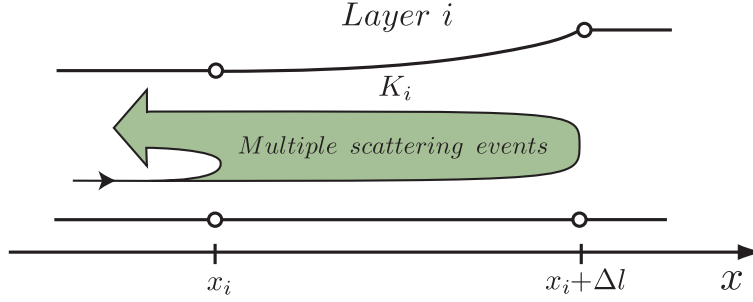 Layer i
K_i
Multiple scattering events
x_i
x_i+Δl
x